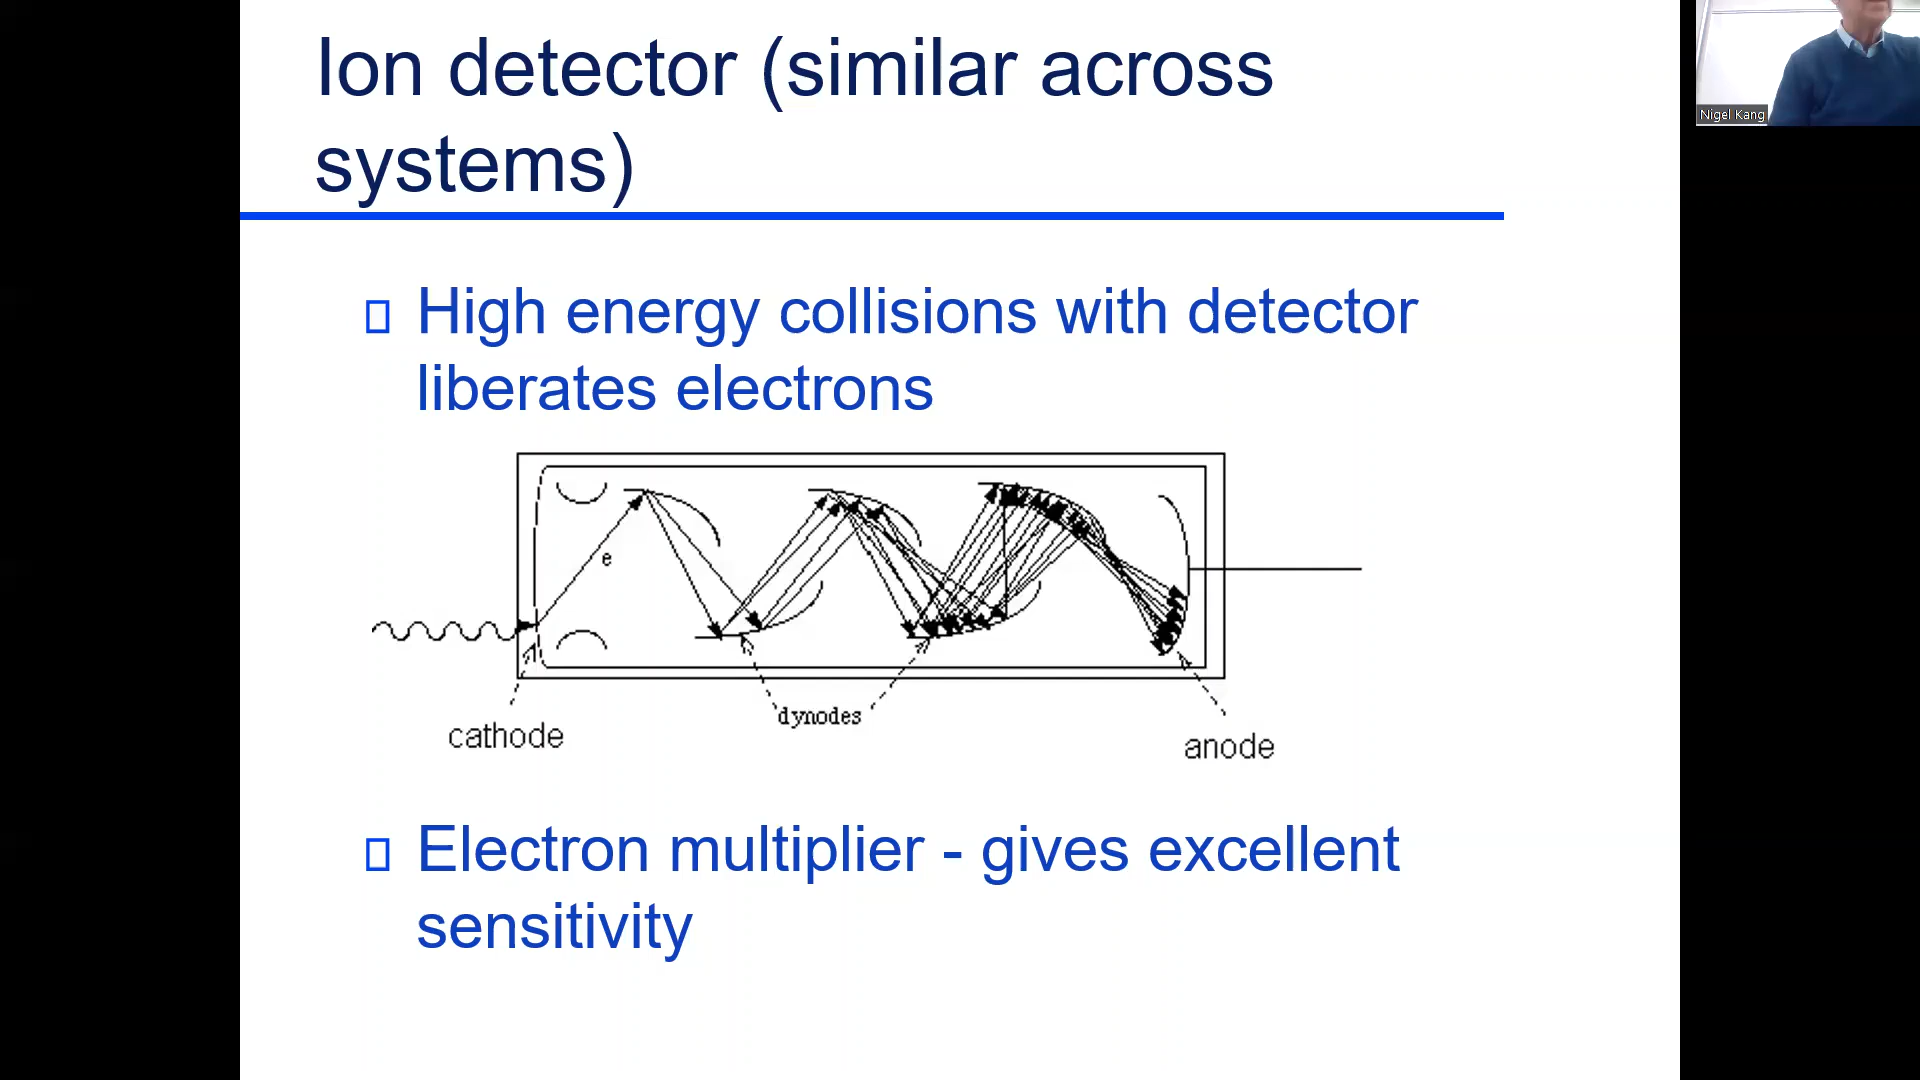 Ion detector (similar across
systems)
Nigel Kang
High energy collisions with detector
liberates electrons
e
cathode
dynodes
anode
Electron multiplier - gives excellent
sensitivity